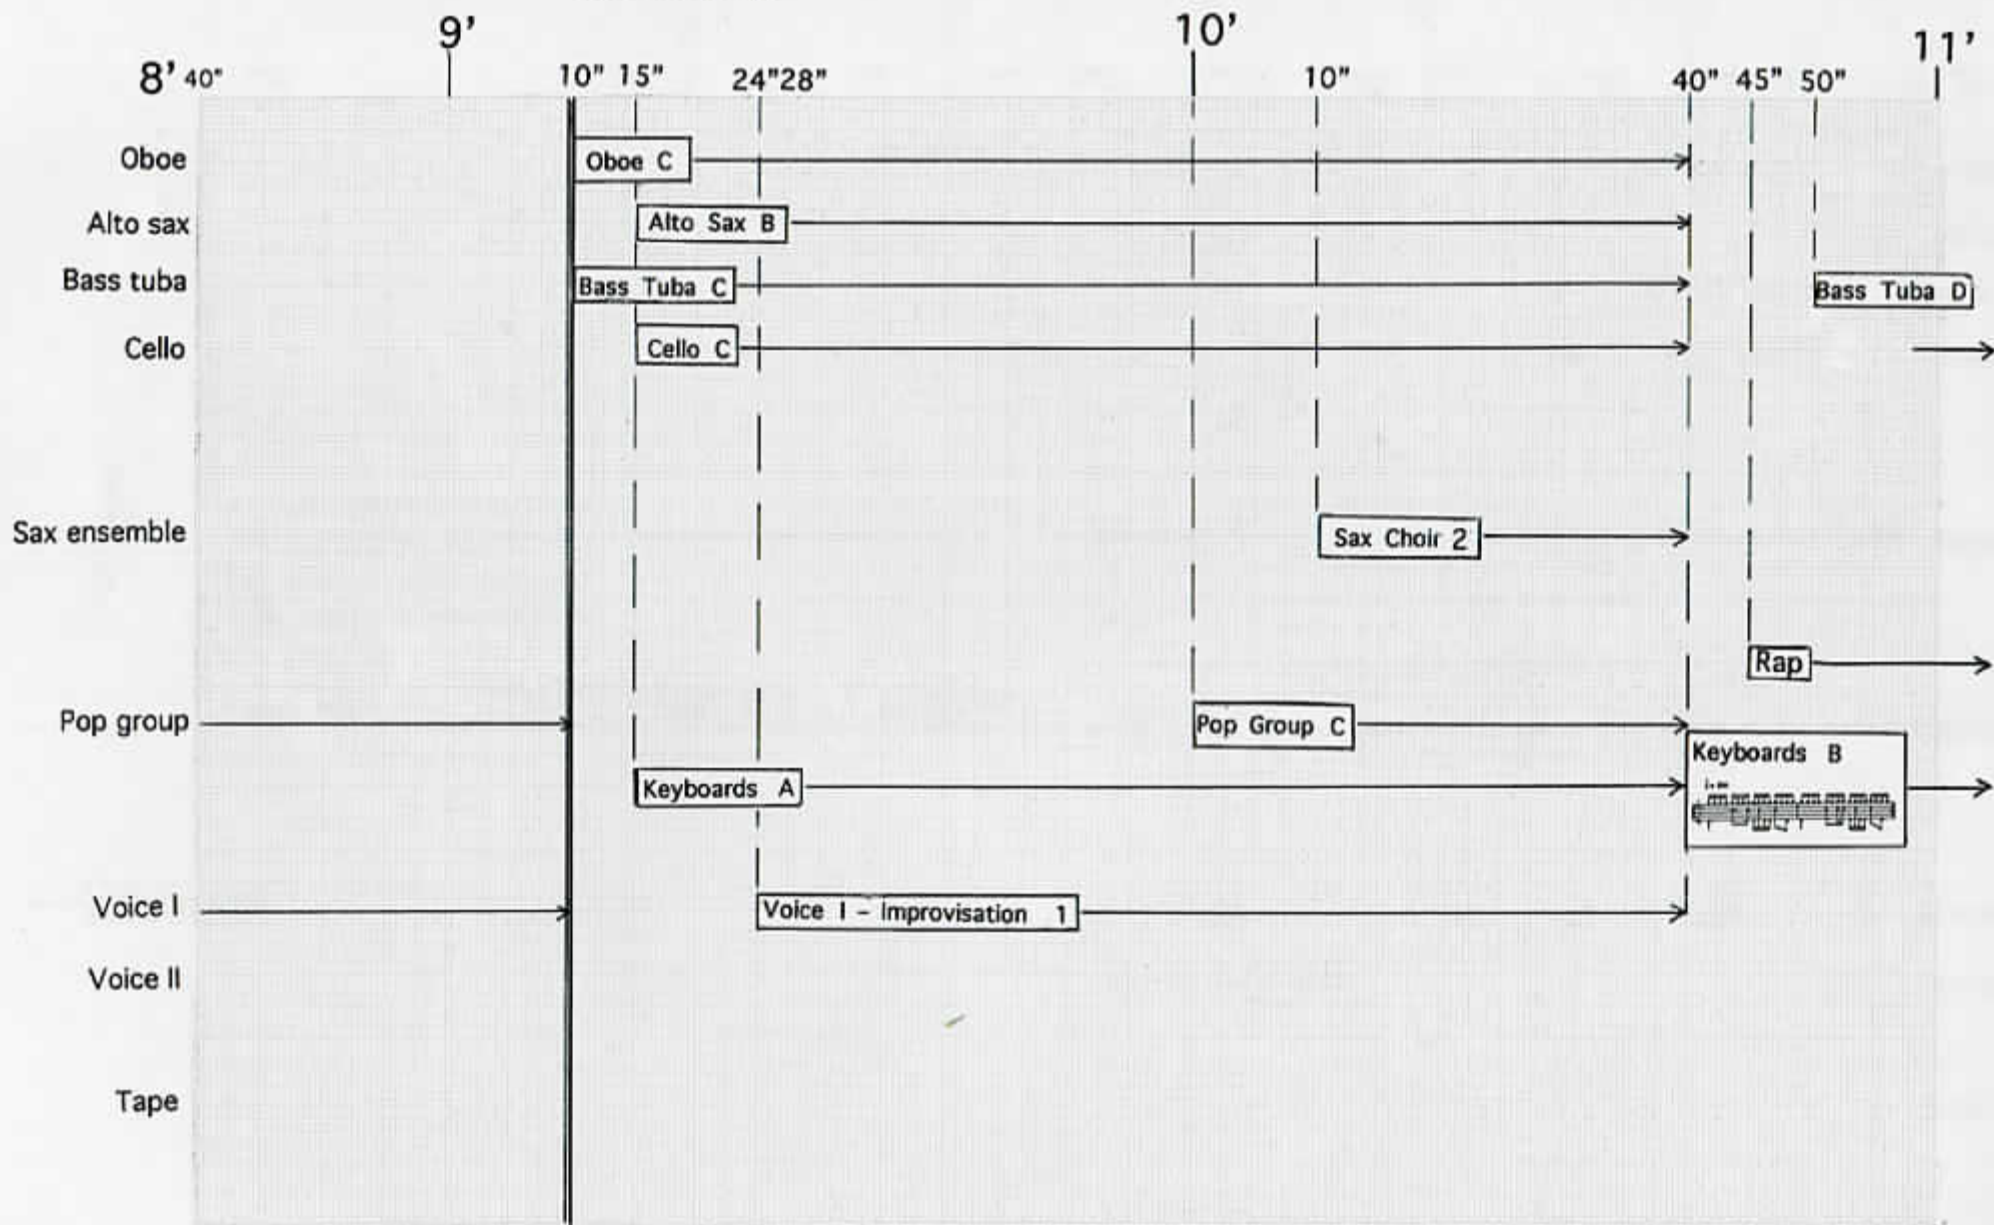 9' 10' 11'
8' 40" 10" 15" 24" 28" 10" 40" 45" 50"
Oboe Oboe C
Alto sax Alto Sax B
Bass tuba Bass Tuba C Bass Tuba D
Cello Cello C
Sax ensemble Sax Choir 2
Rap
Pop group Pop Group C
Keyboards B
Keyboards A
Voice I Voice I - Improvisation 1
Voice II
Tape